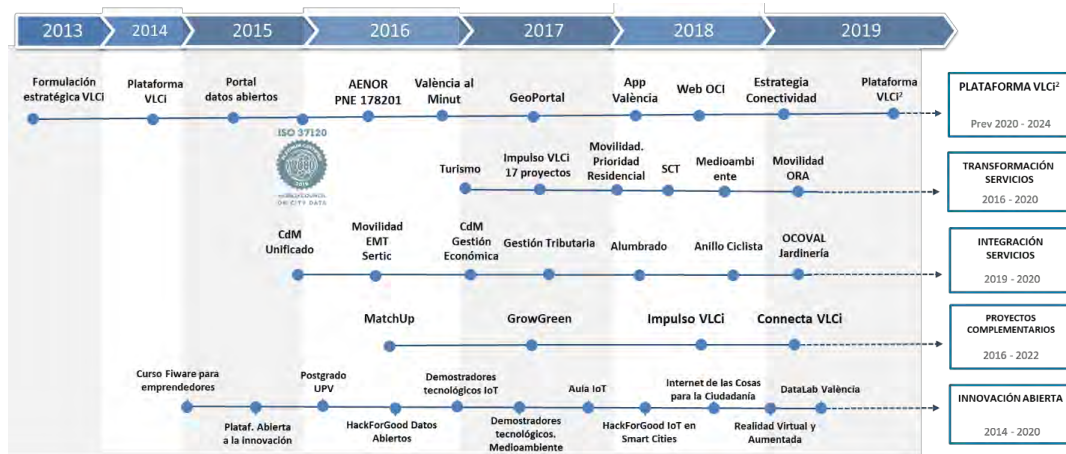 2013
2014
2015
2016
2017
2018
2019
Formulación
estratégica VLCi
Plataforma
VLCi
Portal
datos abiertos
AENOR
PNE 178201
València al
Minut
GeoPortal
App
València
Web OCI
Estrategia
Conectividad
Plataforma
VLCi²
PLATAFORMA VLCi²
Prev 2020 - 2024
ISO 37120
WORLD COUNCIL
ON CITY DATA
Turismo
Impulso VLCi
17 proyectos
Movilidad.
Prioridad
Residencial
SCT
Medioambi
ente
Movilidad
ORA
TRANSFORMACIÓN
SERVICIOS
2016 - 2020
CdM
Unificado
Movilidad
EMT
Sertic
CdM
Gestión
Económica
Gestión Tributaria
Alumbrado
Anillo Ciclista
OCOVAL
Jardinería
INTEGRACIÓN
SERVICIOS
2019 - 2020
MatchUp
GrowGreen
Impulso VLCi
Connecta VLCi
PROYECTOS
COMPLEMENTARIOS
2016 - 2022
Curso Fiware para
emprendedores
Plataf. Abierta
a la innovación
Postgrado
UPV
HackForGood Datos
Abiertos
Demostradores
tecnológicos IoT
Demostradores
tecnológicos.
Medioambiente
Aula IoT
HackForGood IoT en
Smart Cities
Internet de las Cosas
para la Ciudadanía
Realidad Virtual y
Aumentada
DataLab València
INNOVACIÓN ABIERTA
2014 - 2020